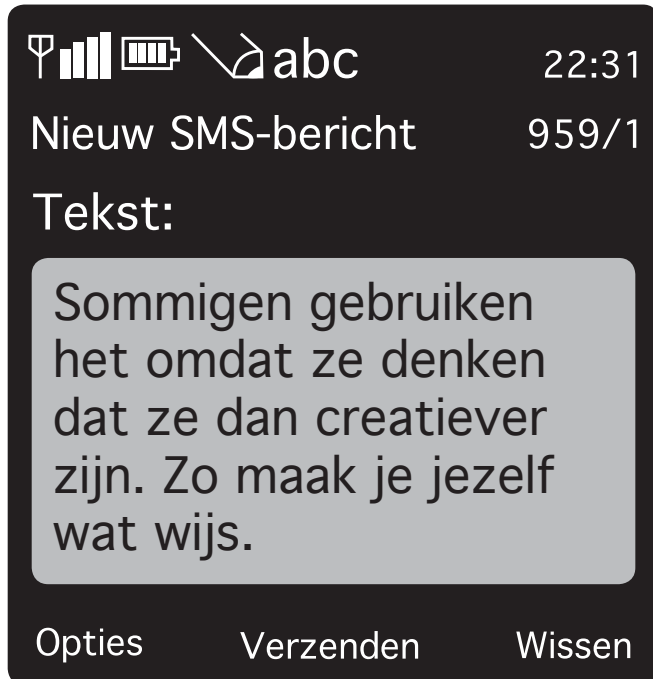 abc 22:31
Nieuw SMS-bericht 959/1
Tekst:
Sommigen gebruiken
het omdat ze denken
dat ze dan creatiever
zijn. Zo maak je jezelf
wat wijs.
Opties Verzenden Wissen